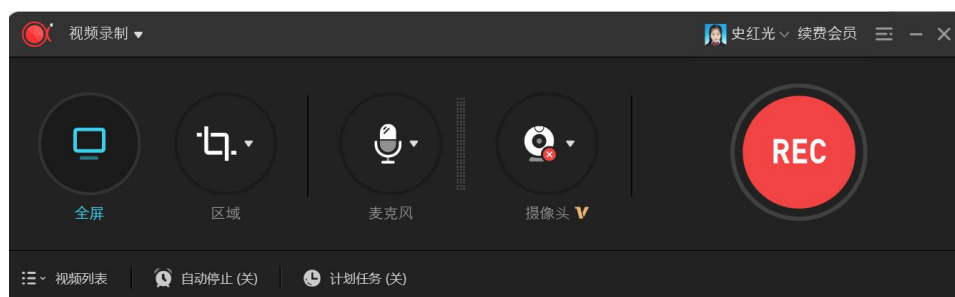 视频录制
史红光 续费会员
REC
全屏 区域 麦克风 摄像头
视频列表 自动停止 (关) 计划任务 (关)